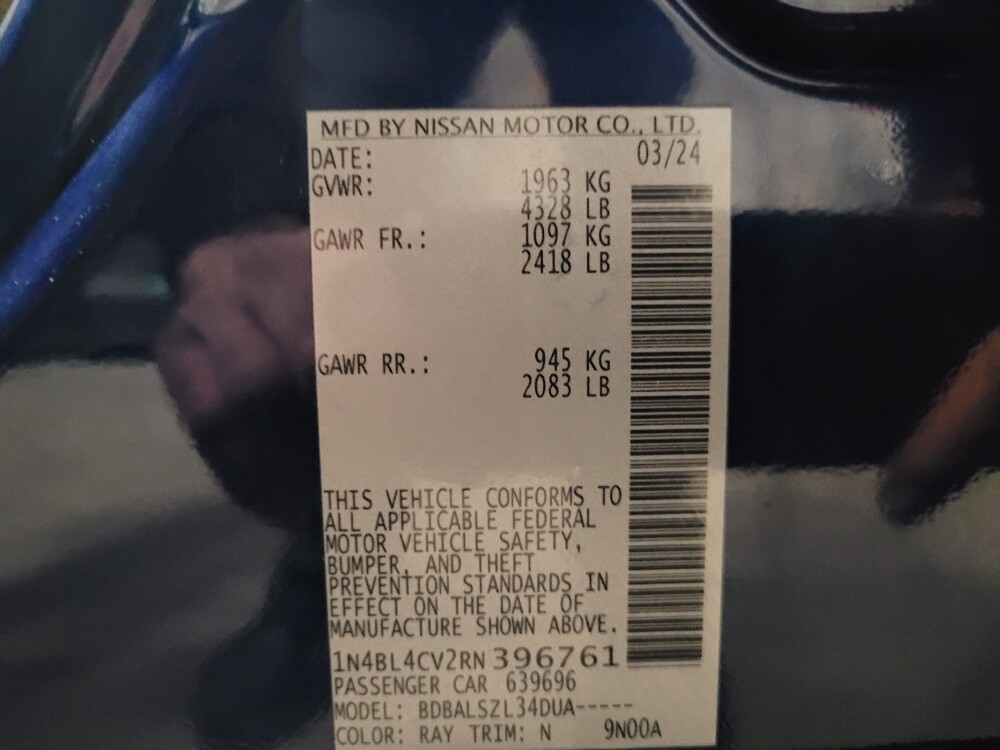 MFD BY NISSAN MOTOR CO., LTD.
DATE: 03/24
GVWR: 1963 KG
4328 LB
GAWR FR.: 1097 KG
2418 LB
GAWR RR.: 945 KG
2083 LB
THIS VEHICLE CONFORMS TO
ALL APPLICABLE FEDERAL
MOTOR VEHICLE SAFETY,
BUMPER, AND THEFT
PREVENTION STANDARDS IN
EFFECT ON THE DATE OF
MANUFACTURE SHOWN ABOVE.
1N4BL4CV2RN 396761
PASSENGER CAR 639696
MODEL: BDBALSZL34DUA-----
COLOR: RAY TRIM: N 9N00A